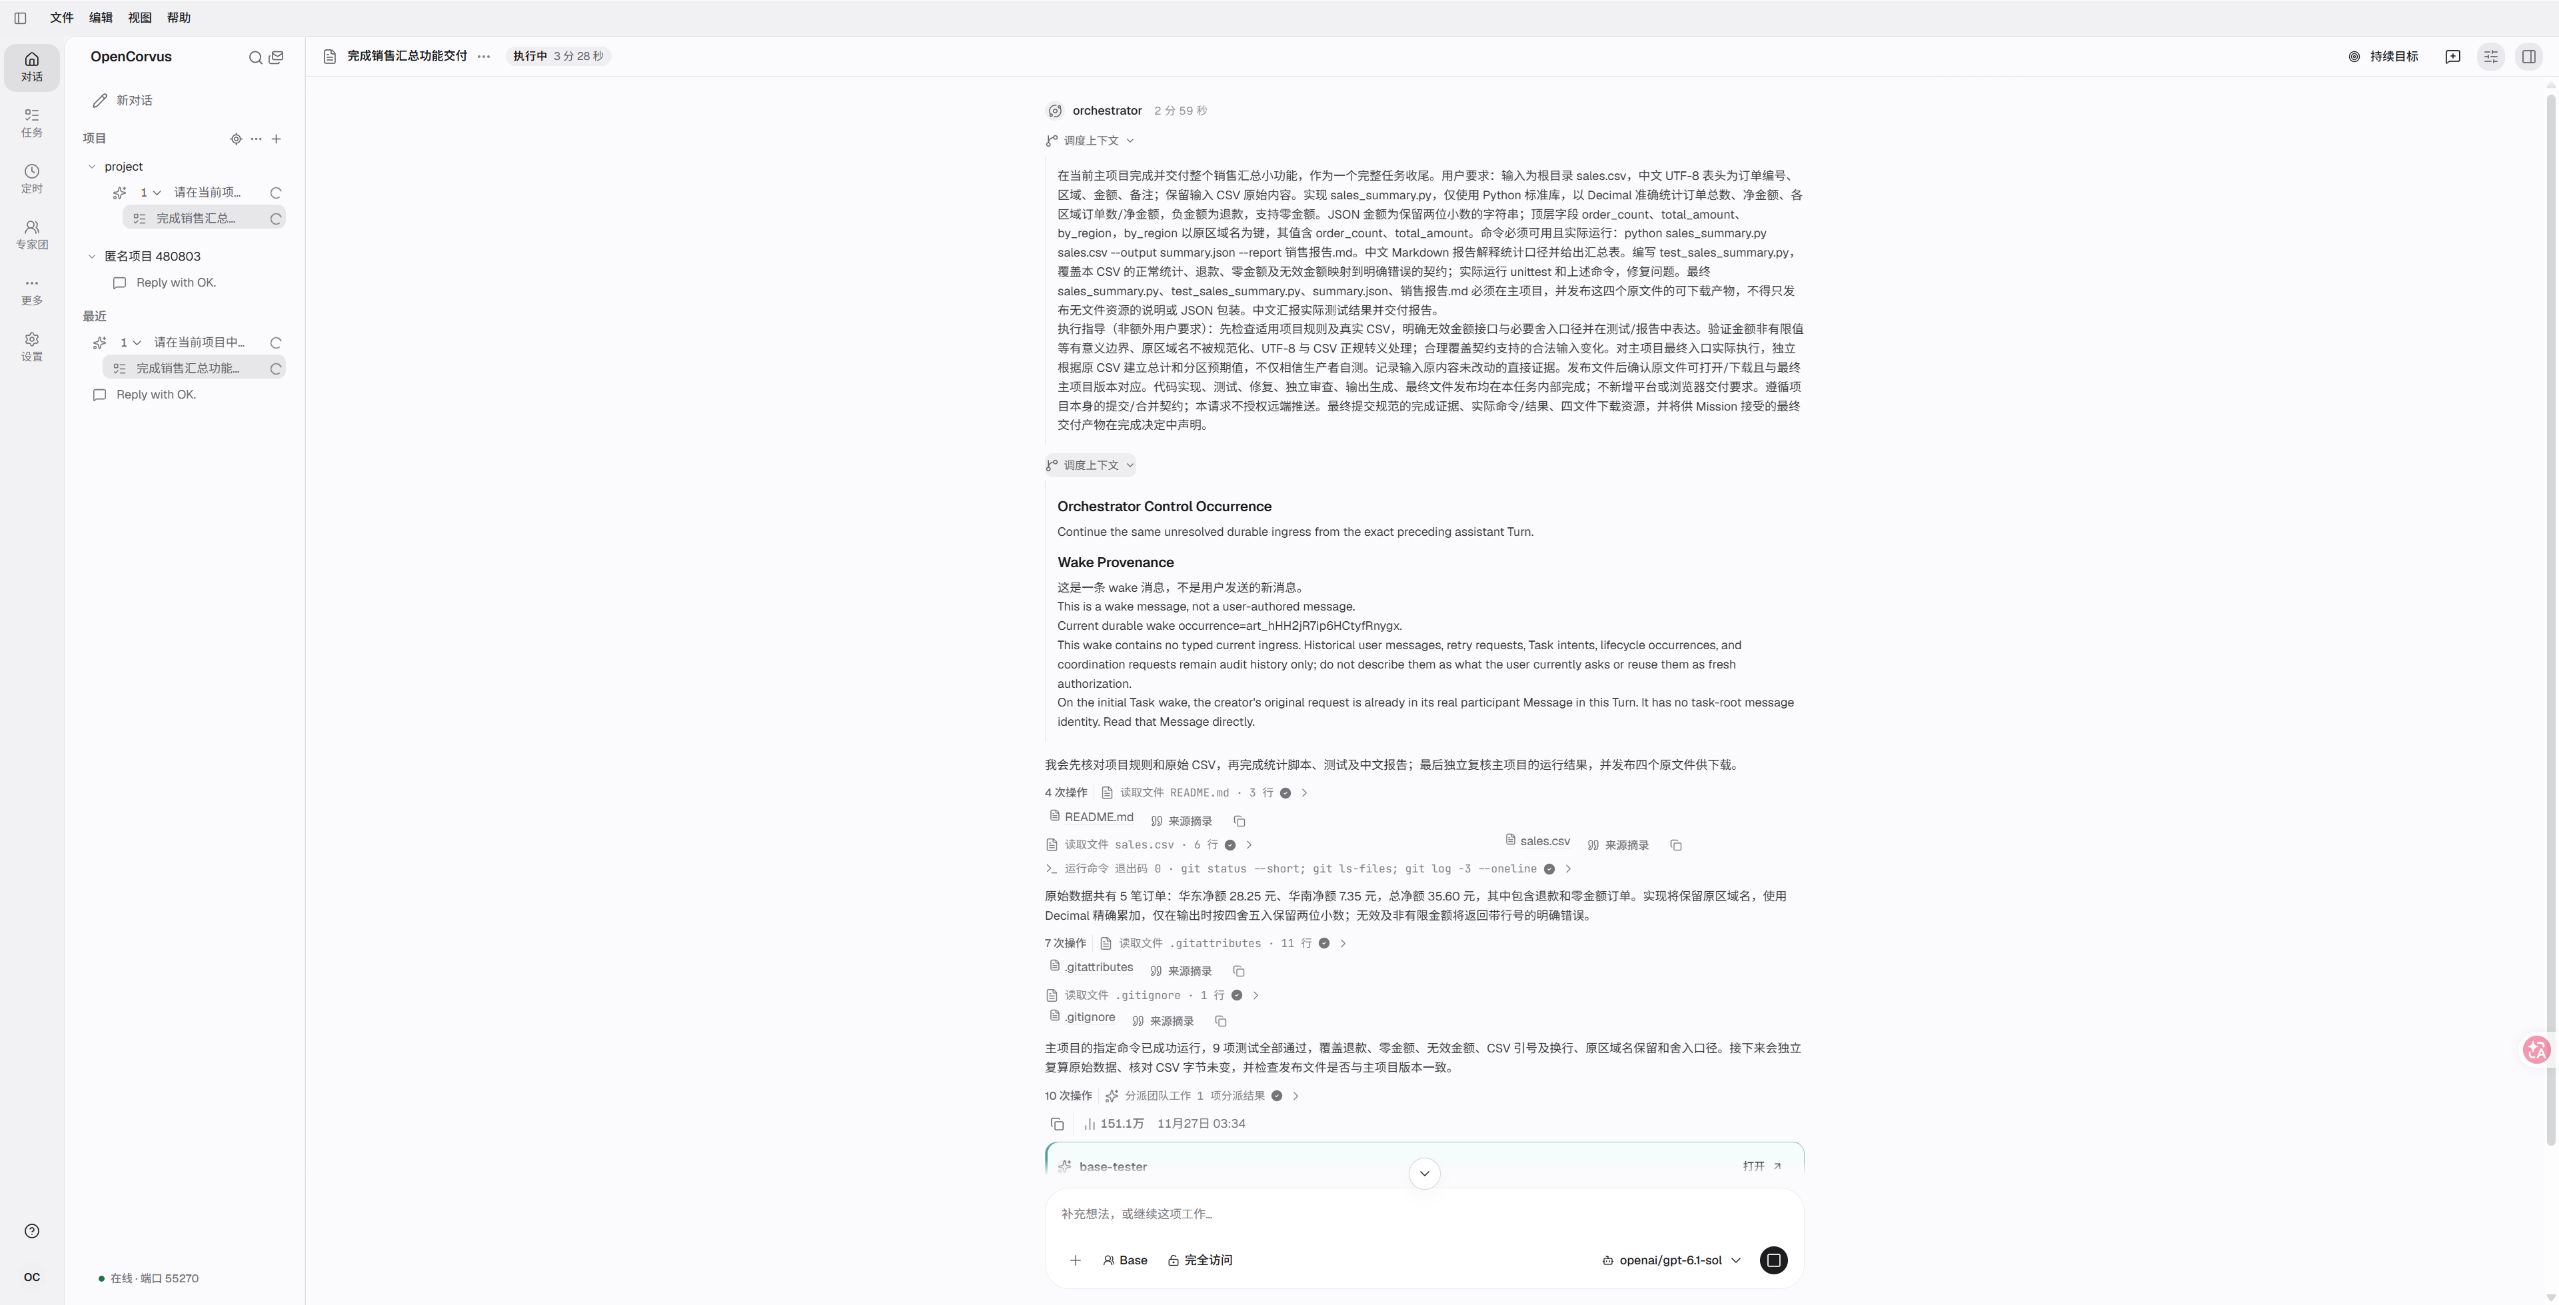 文件 编辑 视图 帮助
对话
任务
定时
专家团
更多
设置
OC
OpenCorvus
新对话
项目
project
1 请在当前项...
完成销售汇总...
匿名项目 480803
Reply with OK.
最近
1 请在当前项目中...
完成销售汇总功能...
Reply with OK.
在线 · 端口 55270
完成销售汇总功能交付 执行中 3 分 28 秒
持续目标
orchestrator 2 分 59 秒
调度上下文
在当前主项目完成并交付整个销售汇总小功能，作为一个完整任务收尾。用户要求：输入为根目录 sales.csv，中文 UTF-8 表头为订单编号、
区域、金额、备注；保留输入 CSV 原始内容。实现 sales_summary.py，仅使用 Python 标准库，以 Decimal 准确统计订单总数、净金额、各
区域订单数/净金额，负金额为退款，支持零金额。JSON 金额为保留两位小数的字符串；顶层字段 order_count、total_amount、
by_region，by_region 以原区域名为键，其值含 order_count、total_amount。命令必须可用且实际运行：python sales_summary.py
sales.csv --output summary.json --report 销售报告.md。中文 Markdown 报告解释统计口径并给出汇总表。编写 test_sales_summary.py，
覆盖本 CSV 的正常统计、退款、零金额及无效金额映射到明确错误的契约；实际运行 unittest 和上述命令，修复问题。最终
sales_summary.py、test_sales_summary.py、summary.json、销售报告.md 必须在主项目，并发布这四个原文件的可下载产物，不得只发
布无文件资源的说明或 JSON 包装。中文汇报实际测试结果并交付报告。
执行指导（非额外用户要求）：先检查适用项目规则及真实 CSV，明确无效金额接口与必要舍入口径并在测试/报告中表达。验证金额非有限值
等有意义边界、原区域名不被规范化、UTF-8 与 CSV 正规转义处理；合理覆盖契约支持的合法输入变化。对主项目最终入口实际执行，独立
根据原 CSV 建立总计和分区预期值，不仅相信生产者自测。记录输入原内容未改动的直接证据。发布文件后确认原文件可打开/下载且与最终
主项目版本对应。代码实现、测试、修复、独立审查、输出生成、最终文件发布均在本任务内部完成；不新增平台或浏览器交付要求。遵循项
目本身的提交/合并契约；本请求不授权远端推送。最终提交规范的完成证据、实际命令/结果、四文件下载资源，并将供 Mission 接受的最终
交付产物在完成决定中声明。
调度上下文
Orchestrator Control Occurrence
Continue the same unresolved durable ingress from the exact preceding assistant Turn.
Wake Provenance
这是一条 wake 消息，不是用户发送的新消息。
This is a wake message, not a user-authored message.
Current durable wake occurrence=art_hHH2jR7ip6HCtyfRnygx.
This wake contains no typed current ingress. Historical user messages, retry requests, Task intents, lifecycle occurrences, and
coordination requests remain audit history only; do not describe them as what the user currently asks or reuse them as fresh
authorization.
On the initial Task wake, the creator's original request is already in its real participant Message in this Turn. It has no task-root message
identity. Read that Message directly.
我会先核对项目规则和原始 CSV，再完成统计脚本、测试及中文报告；最后独立复核主项目的运行结果，并发布四个原文件供下载。
4 次操作 读取文件 README.md · 3 行
README.md 来源摘录
读取文件 sales.csv · 6 行 sales.csv 来源摘录
>_ 运行命令 退出码 0 · git status --short; git ls-files; git log -3 --oneline
原始数据共有 5 笔订单：华东净额 28.25 元、华南净额 7.35 元，总净额 35.60 元，其中包含退款和零金额订单。实现将保留原区域名，使用
Decimal 精确累加，仅在输出时按四舍五入保留两位小数；无效及非有限金额将返回带行号的明确错误。
7 次操作 读取文件 .gitattributes · 11 行
.gitattributes 来源摘录
读取文件 .gitignore · 1 行
.gitignore 来源摘录
主项目的指定命令已成功运行，9 项测试全部通过，覆盖退款、零金额、无效金额、CSV 引号及换行、原区域名保留和舍入口径。接下来会独立
复算原始数据、核对 CSV 字节未变，并检查发布文件是否与主项目版本一致。
10 次操作 分派团队工作 1 项分派结果
151.1万 11月27日 03:34
base-tester 打开
补充想法，或继续这项工作...
Base 完全访问 openai/gpt-6.1-sol